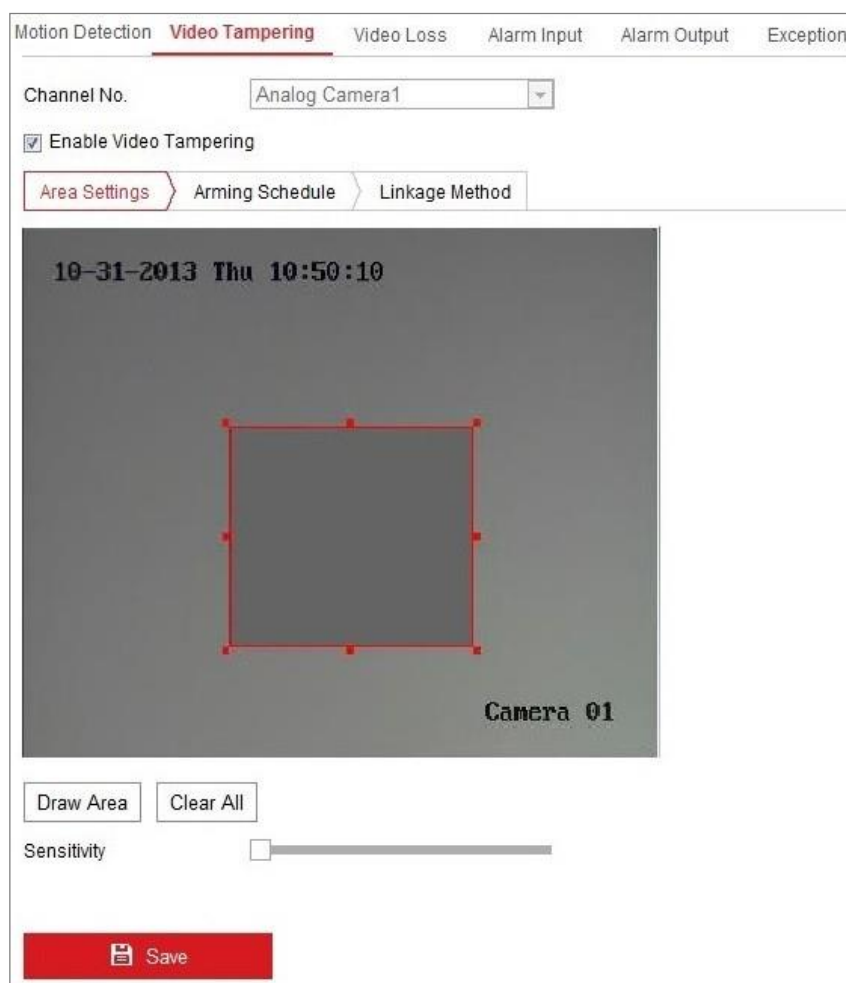 Motion Detection Video Tampering Video Loss Alarm Input Alarm Output Exception
Channel No. Analog Camera1
Enable Video Tampering
Area Settings Arming Schedule Linkage Method
10-31-2013 Thu 10:50:10
Camera 01
Draw Area Clear All
Sensitivity
Save